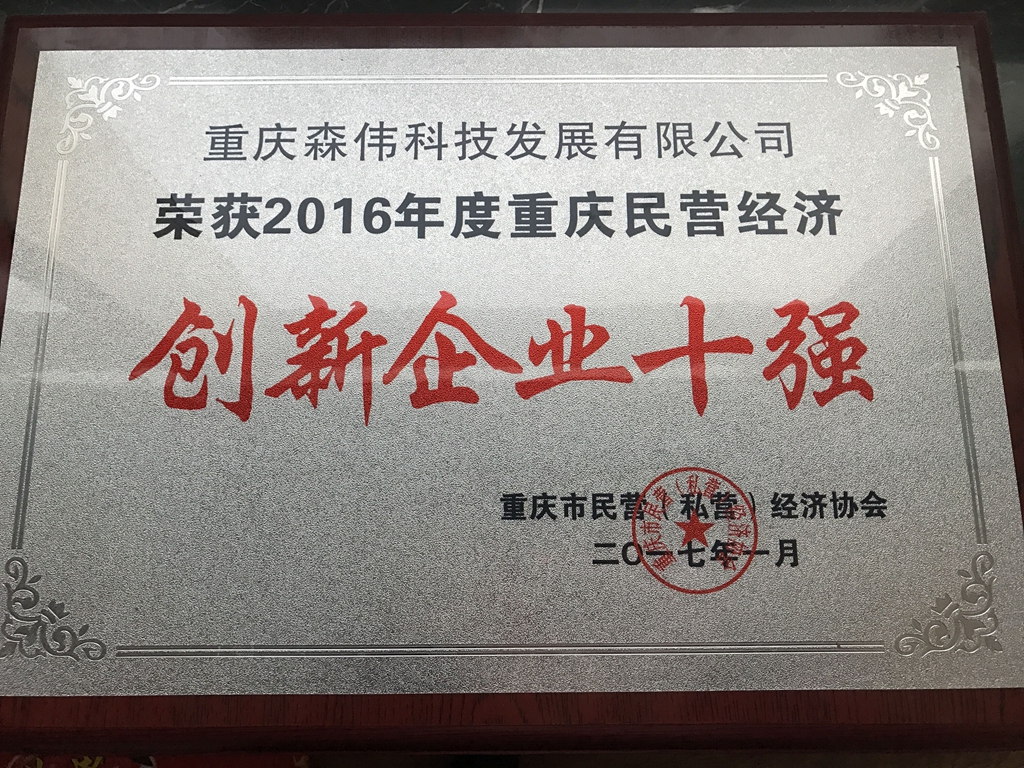 重庆森伟科技发展有限公司
荣获2016年度重庆民营经济
创新企业十强
重庆市民营（私营）经济协会
二〇一七年一月